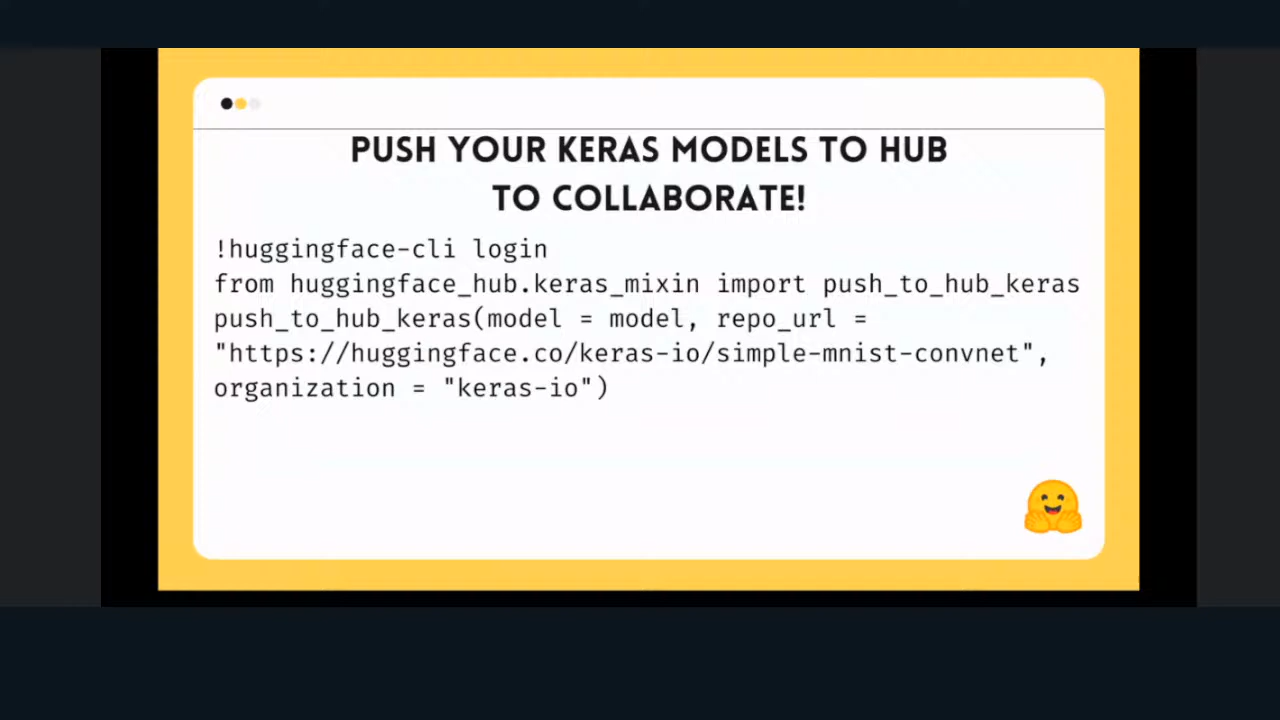 PUSH YOUR KERAS MODELS TO HUB
TO COLLABORATE!
!huggingface-cli login
from huggingface_hub.keras_mixin import push_to_hub_keras
push_to_hub_keras(model = model, repo_url =
"https://huggingface.co/keras-io/simple-mnist-convnet",
organization = "keras-io")